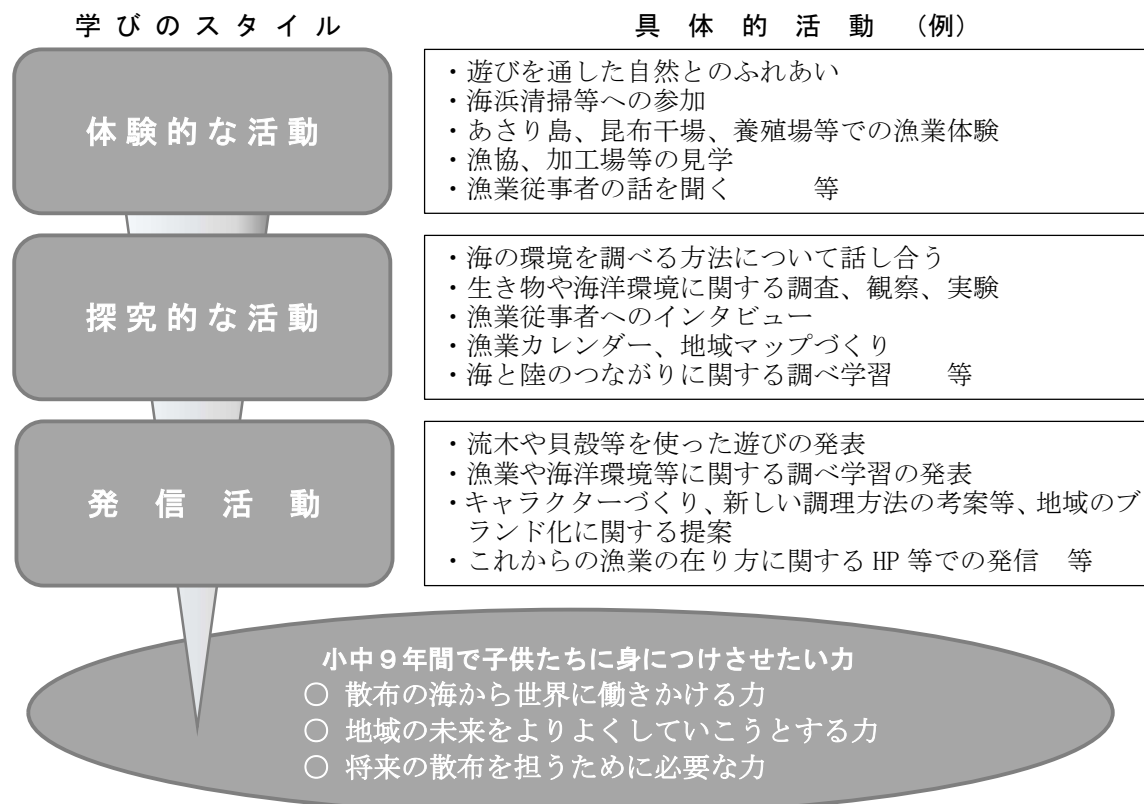 学びのスタイル
具体的活動（例）
体験的な活動
・遊びを通した自然とのふれあい
・海浜清掃等への参加
・あさり島、昆布干場、養殖場等での漁業体験
・漁協、加工場等の見学
・漁業従事者の話を聞く　等
探究的な活動
・海の環境を調べる方法について話し合う
・生き物や海洋環境に関する調査、観察、実験
・漁業従事者へのインタビュー
・漁業カレンダー、地域マップづくり
・海と陸のつながりに関する調べ学習　等
発信活動
・流木や貝殻等を使った遊びの発表
・漁業や海洋環境等に関する調べ学習の発表
・キャラクターづくり、新しい調理方法の考案等、地域のブ
ランド化に関する提案
・これからの漁業の在り方に関するHP等での発信　等
小中９年間で子供たちに身につけさせたい力
○ 散布の海から世界に働きかける力
○ 地域の未来をよりよくしていこうとする力
○ 将来の散布を担うために必要な力